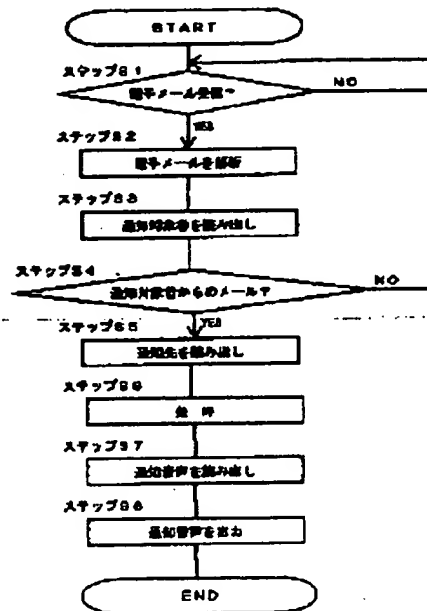 START
ステップS1
電子メール受信?
NO
YES
ステップS2
電子メールを解析
ステップS3
通知対象者を読み出し
ステップS4
通知対象者からのメール?
NO
YES
ステップS5
通知先を読み出し
ステップS6
ステップS7
通知音声を読み出し
ステップS8
通知音声を出力
END